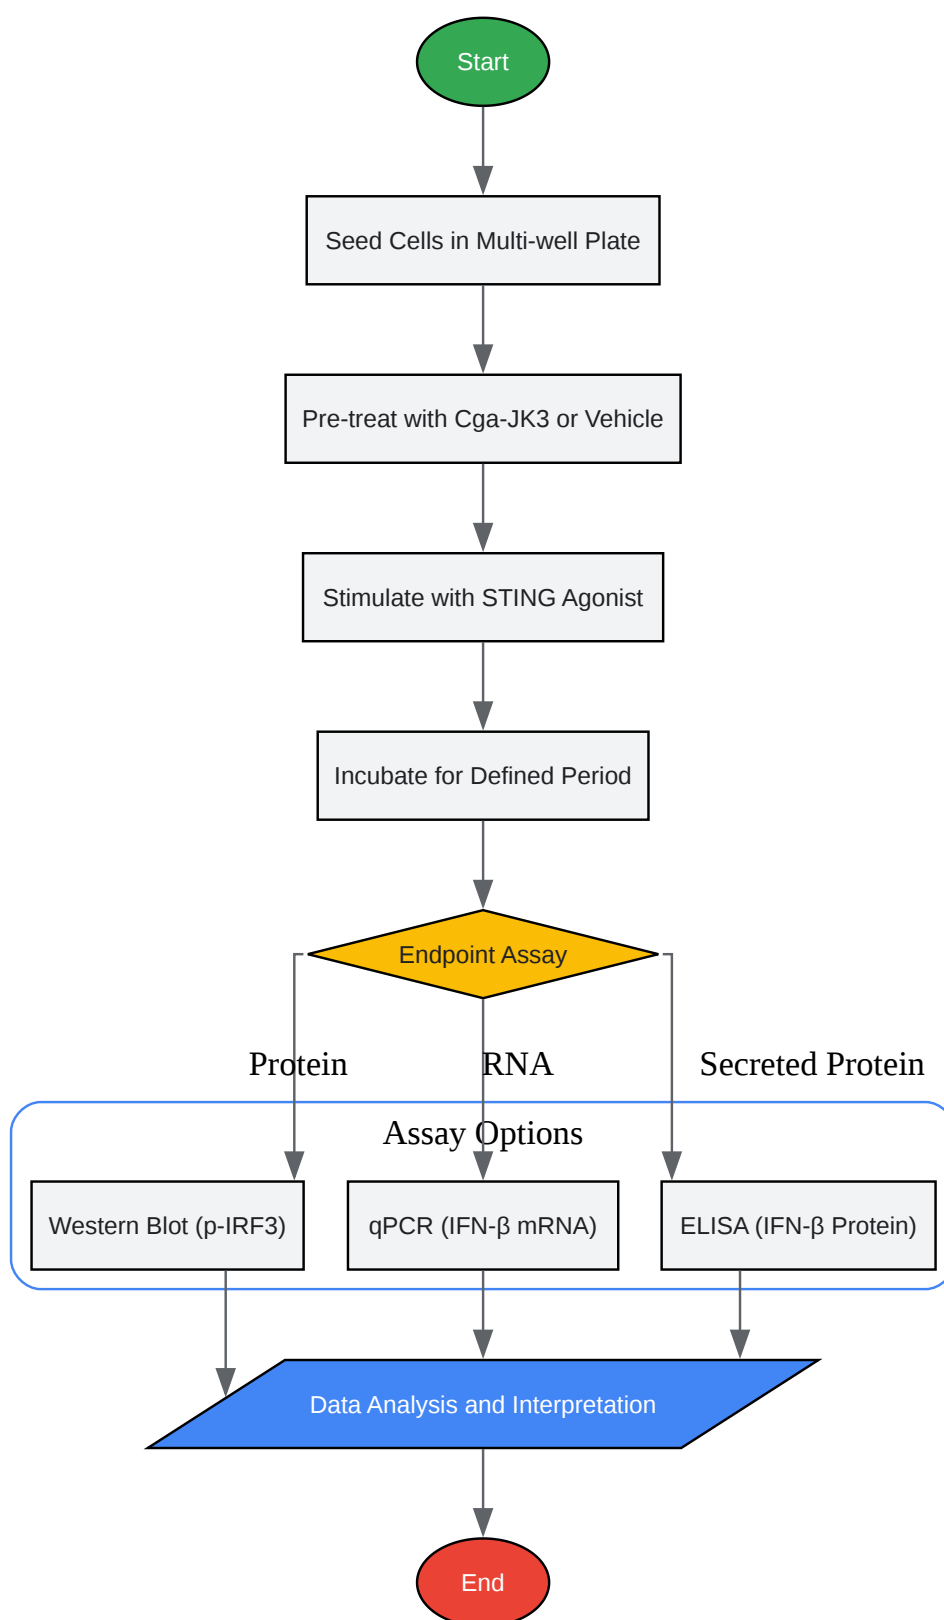 Start
Seed Cells in Multi-well Plate
Pre-treat with Cga-JK3 or Vehicle
Stimulate with STING Agonist
Incubate for Defined Period
Endpoint Assay
Protein
RNA
Secreted Protein
Assay Options
Western Blot (p-IRF3)
qPCR (IFN-β mRNA)
ELISA (IFN-β Protein)
Data Analysis and Interpretation
End